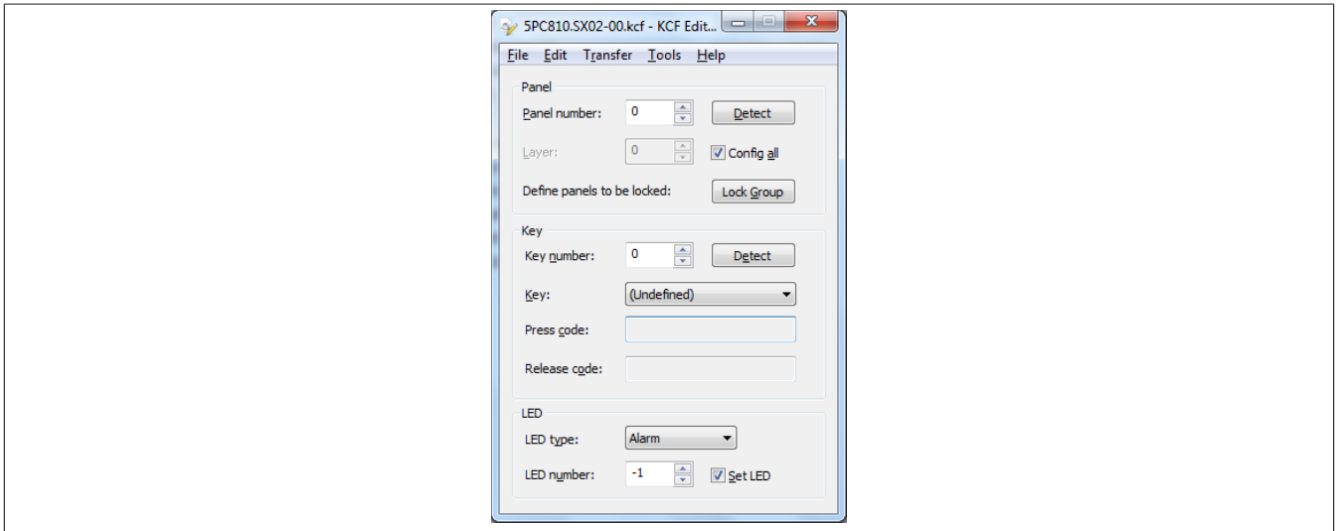 5PC810.SX02-00.kcf - KCF Edit...
File Edit Transfer Tools Help
Panel
Panel number: 0 Detect
Layer: 0 Config all
Define panels to be locked: Lock Group
Key
Key number: 0 Detect
Key: (Undefined)
Press code:
Release code:
LED
LED type: Alarm
LED number: -1 Set LED